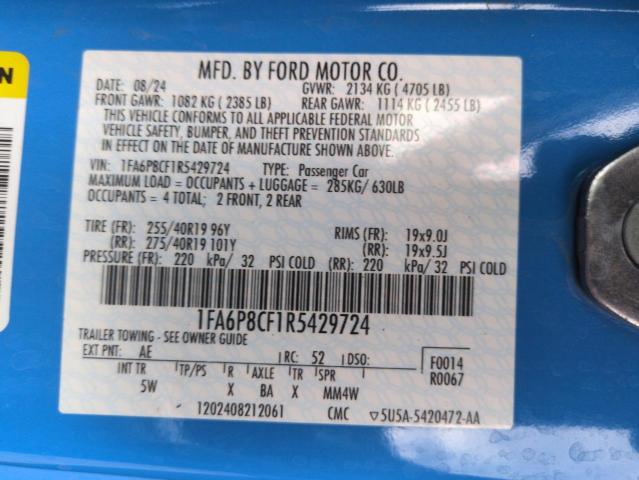 N
MFD. BY FORD MOTOR CO.
DATE: 08/24 GVWR: 2134 KG ( 4705 LB)
FRONT GAWR: 1082 KG ( 2385 LB) REAR GAWR: 1114 KG ( 2455 LB)
THIS VEHICLE CONFORMS TO ALL APPLICABLE FEDERAL MOTOR
VEHICLE SAFETY, BUMPER, AND THEFT PREVENTION STANDARDS
IN EFFECT ON THE DATE OF MANUFACTURE SHOWN ABOVE.
VIN: 1FA6P8CF1R5429724 TYPE: Passenger Car
MAXIMUM LOAD = OCCUPANTS + LUGGAGE = 285KG/ 630LB
OCCUPANTS = 4 TOTAL; 2 FRONT, 2 REAR
TIRE (FR): 255/40R19 96Y RIMS (FR): 19x9.0J
(RR): 275/40R19 101Y (RR): 19x9.5J
PRESSURE (FR): 220 kPa/ 32 PSI COLD (RR): 220 kPa/ 32 PSI COLD
1FA6P8CF1R5429724
TRAILER TOWING - SEE OWNER GUIDE
EXT PNT: AE RC: 52 DSO: F0014
INT TR TP/PS R AXLE TR SPR R0067
5W X BA X MM4W
1202408212061 CMC ▽5U5A-5420472-AA